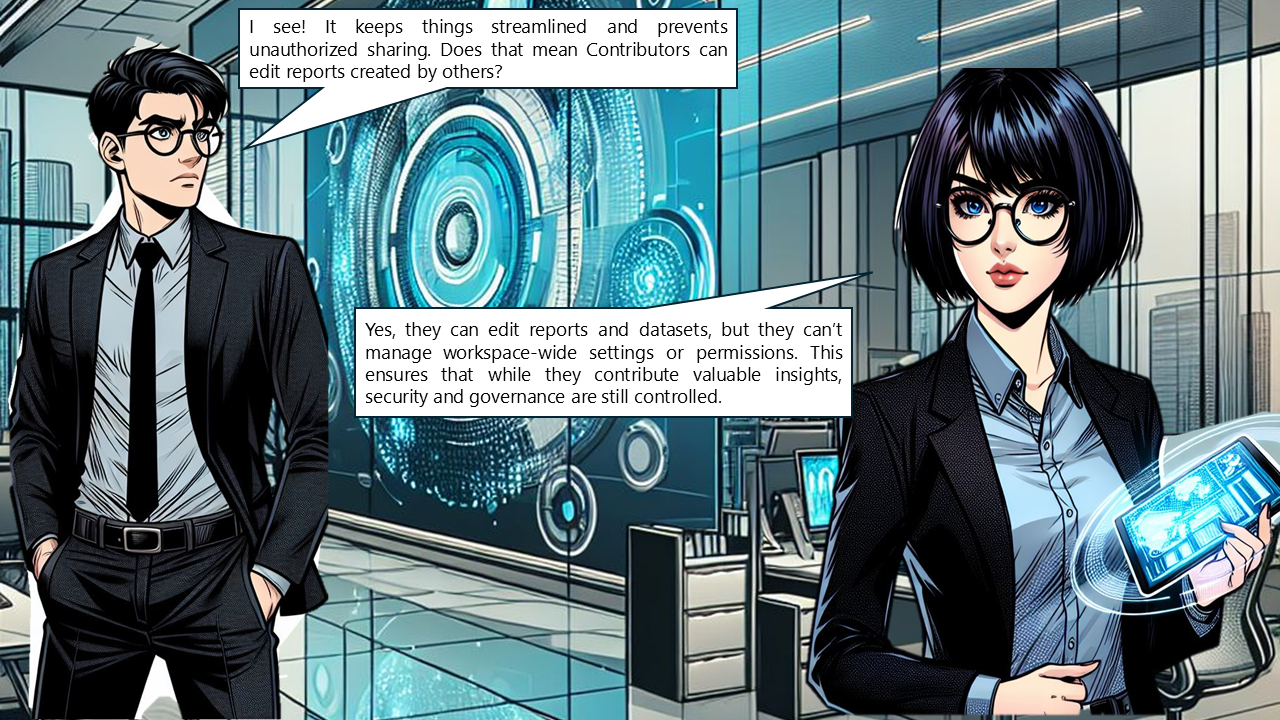 I see! It keeps things streamlined and prevents
unauthorized sharing. Does that mean Contributors can
edit reports created by others?
Yes, they can edit reports and datasets, but they can’t
manage workspace-wide settings or permissions. This
ensures that while they contribute valuable insights,
security and governance are still controlled.